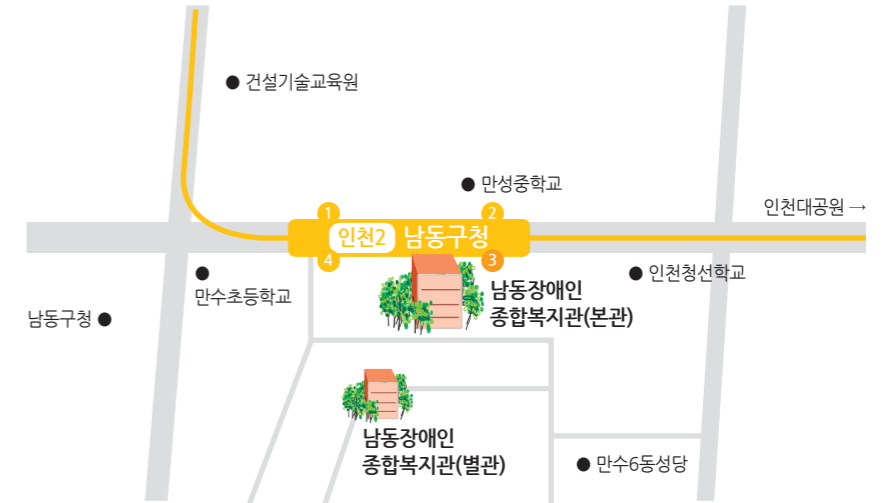 건설기술교육원
만성중학교
인천대공원 →
1
2
인천2 남동구청
4
3
만수초등학교
인천청선학교
남동구청
남동장애인
종합복지관(본관)
남동장애인
종합복지관(별관)
만수6동성당